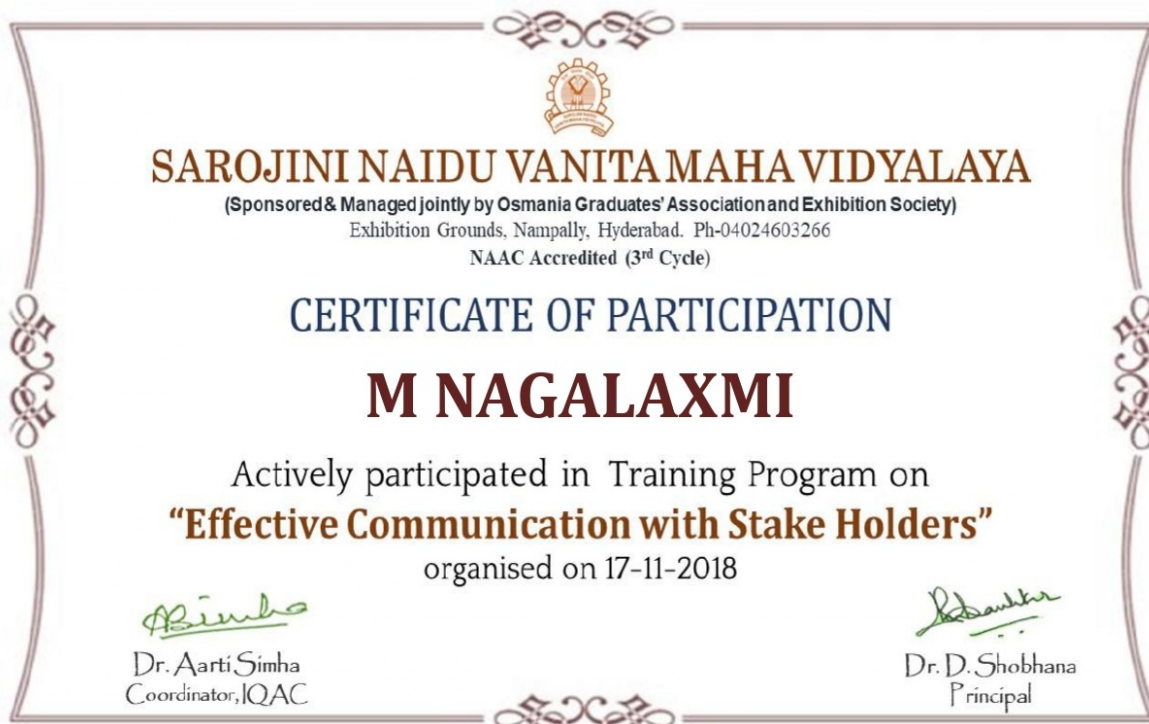 SAROJINI NAIDU VANITA MAHA VIDYALAYA
(Sponsored & Managed jointly by Osmania Graduates' Association and Exhibition Society)
Exhibition Grounds, Nampally, Hyderabad. Ph-04024603266
NAAC Accredited (3rd Cycle)
CERTIFICATE OF PARTICIPATION
M NAGALAXMI
Actively participated in Training Program on
“Effective Communication with Stake Holders”
organised on 17-11-2018
Dr. Aarti Simha
Coordinator, IQAC
Dr. D. Shobhana
Principal